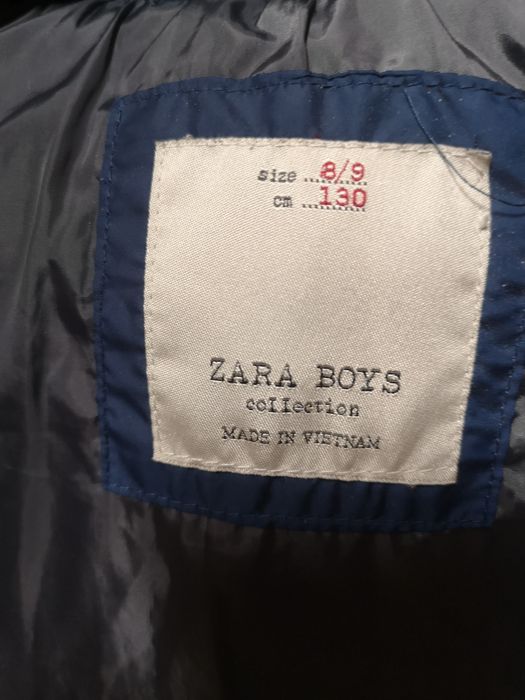 size ..... 8/9
cm ..... 130
ZARA BOYS
collection
MADE IN VIETNAM